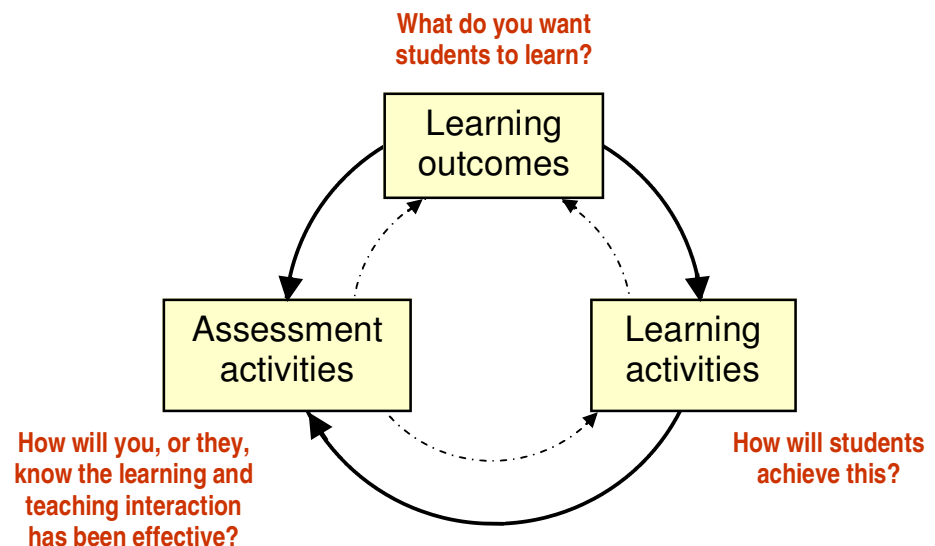 What do you want
students to learn?
Learning
outcomes
Assessment
activities
Learning
activities
How will you, or they,
know the learning and
teaching interaction
has been effective?
How will students
achieve this?